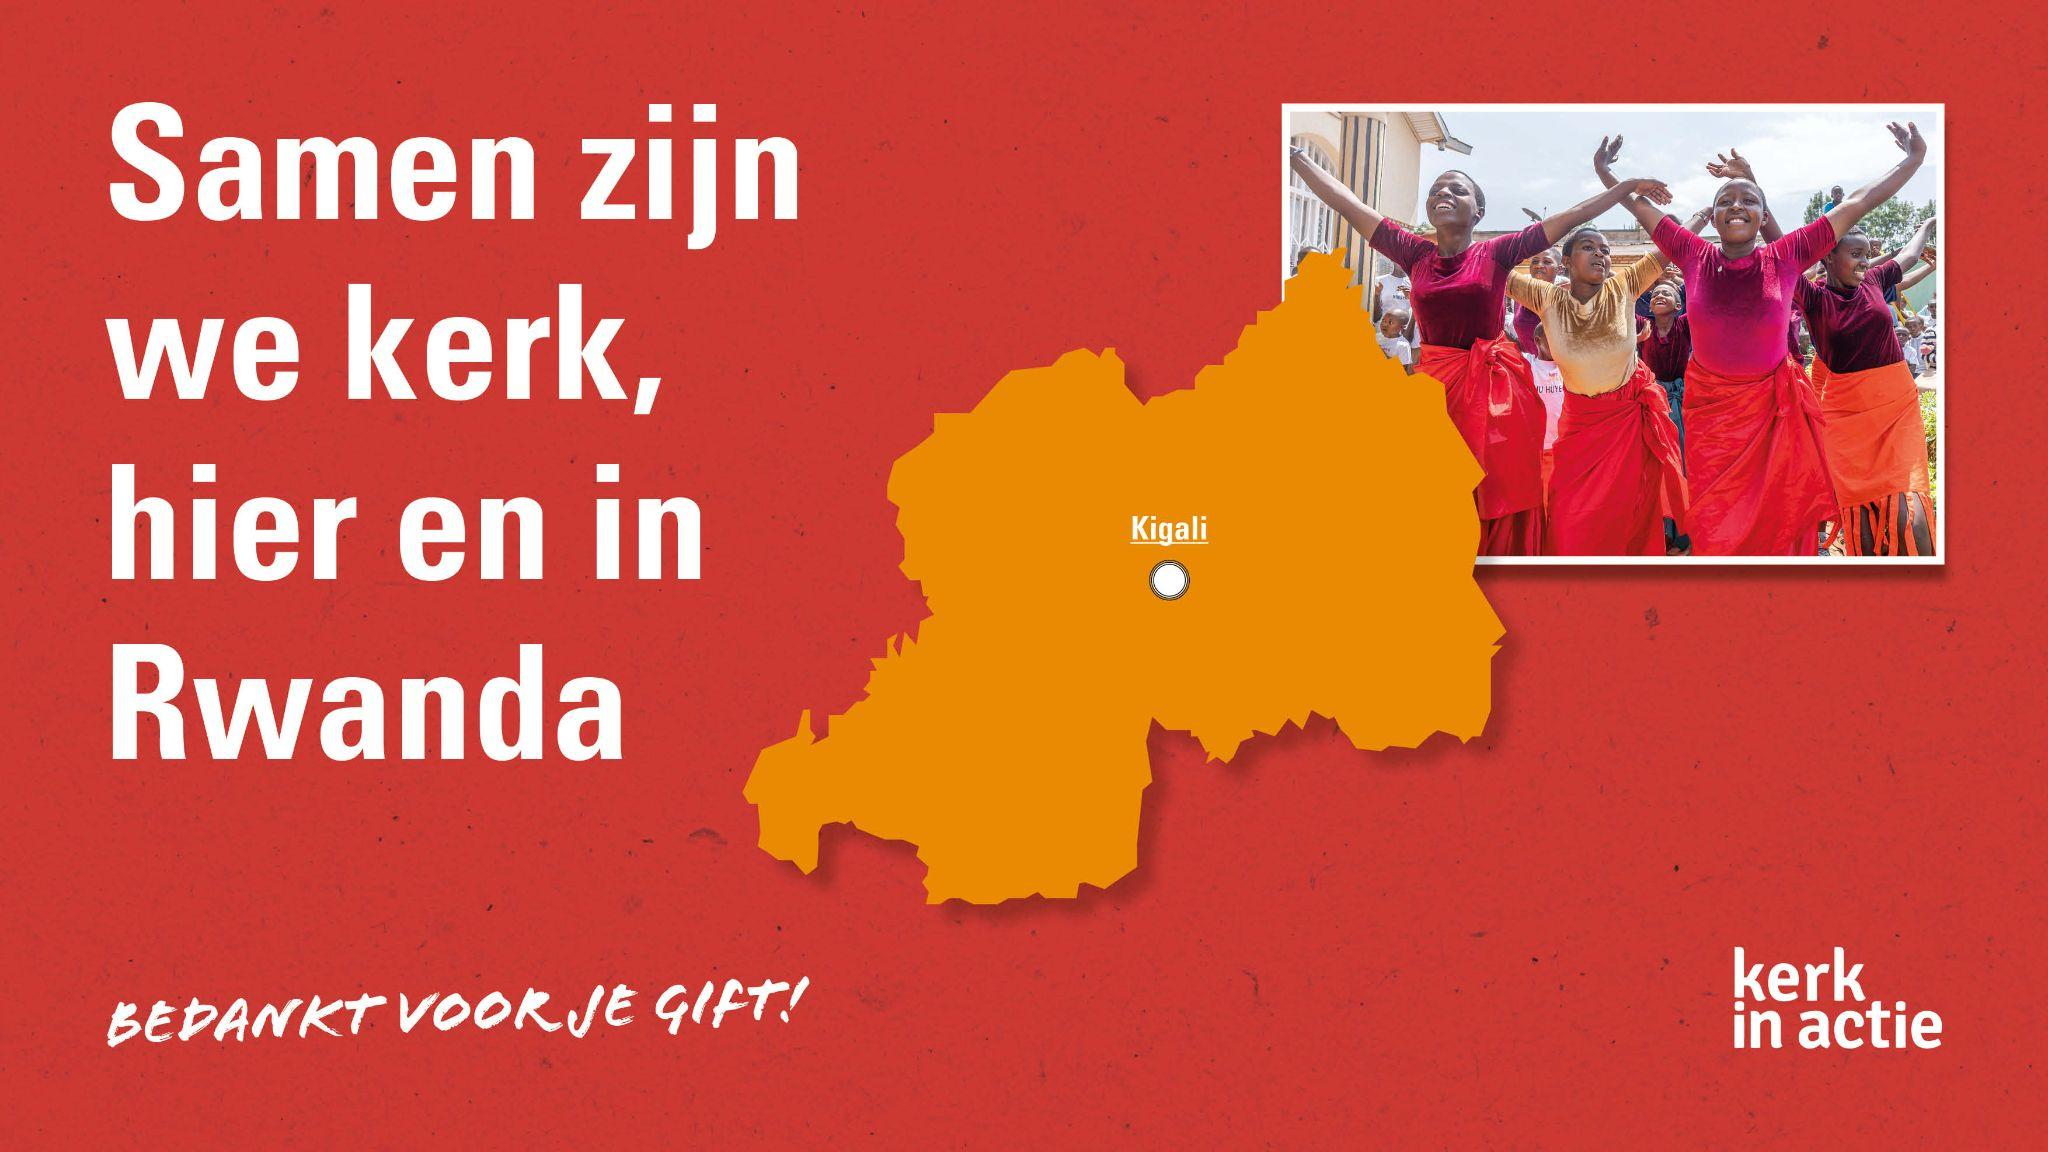 Samen zijn
we kerk,
hier en in
Rwanda
Kigali
BEDANKT VOOR JE GIFT!
kerk
in actie